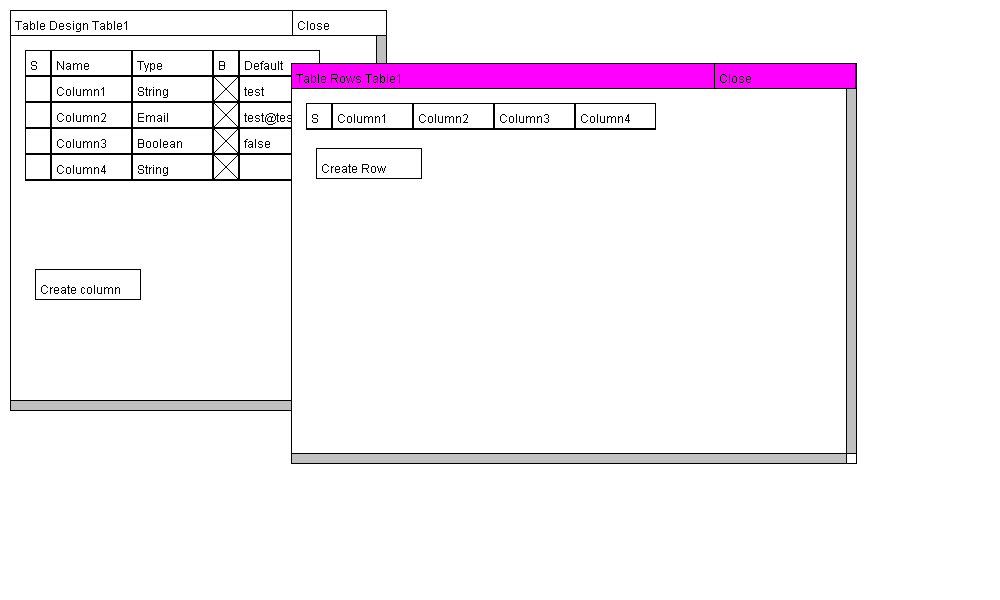 Table Design Table1 Close
S Name Type B Default
Column1 String test
Column2 Email test@tes
Column3 Boolean false
Column4 String
Create column
Table Rows Table1 Close
S Column1 Column2 Column3 Column4
Create Row